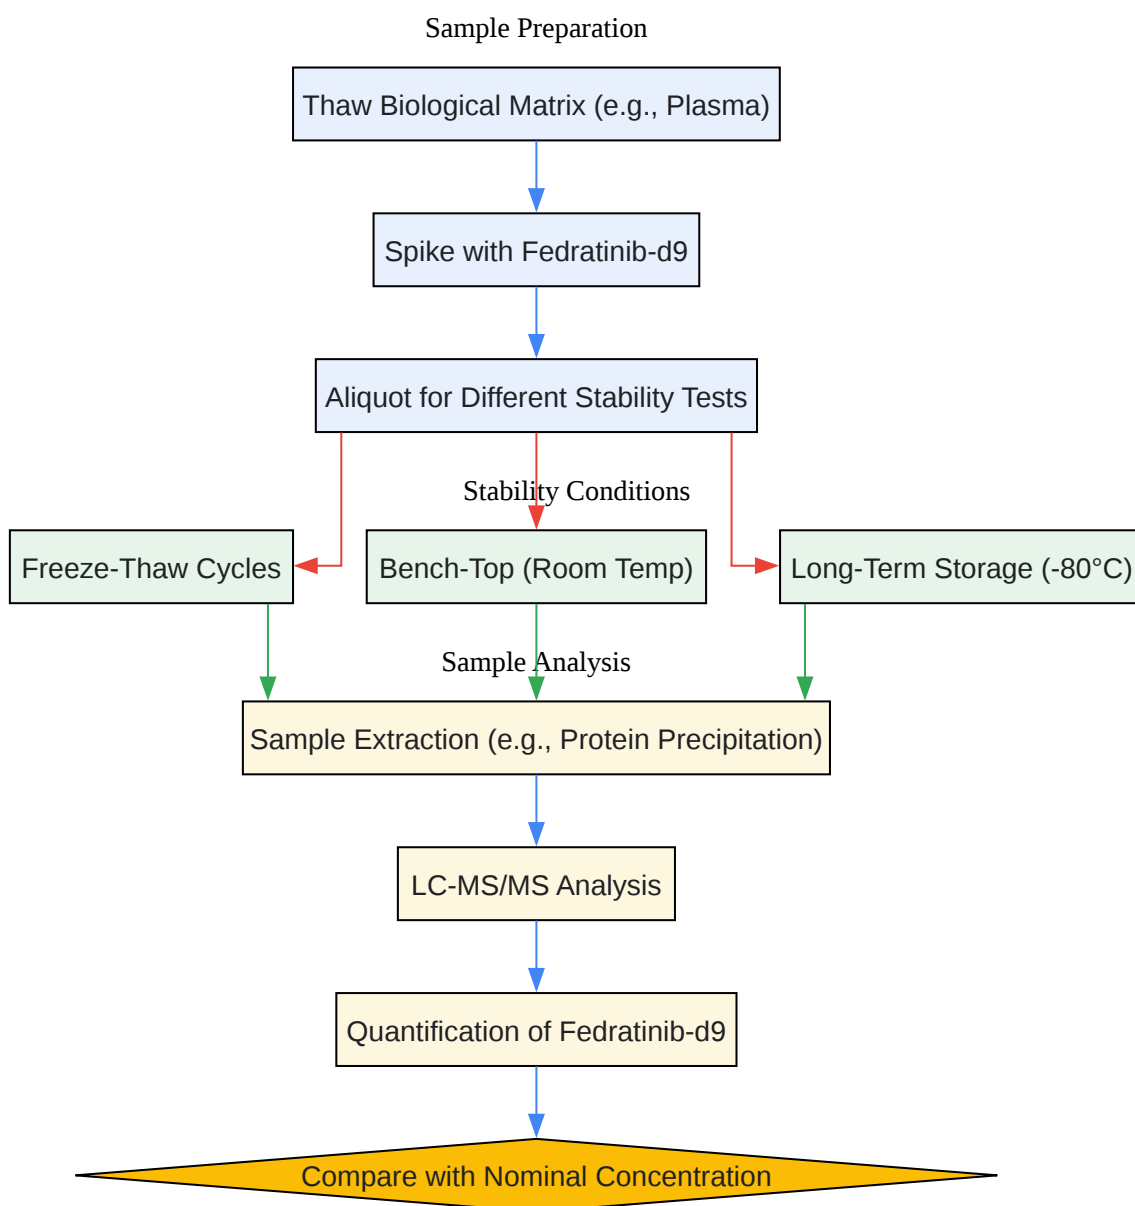 Sample Preparation
Thaw Biological Matrix (e.g., Plasma)
Spike with Fedratinib-d9
Aliquot for Different Stability Tests
Stability Conditions
Freeze-Thaw Cycles
Bench-Top (Room Temp)
Long-Term Storage (-80°C)
Sample Analysis
Sample Extraction (e.g., Protein Precipitation)
LC-MS/MS Analysis
Quantification of Fedratinib-d9
Compare with Nominal Concentration